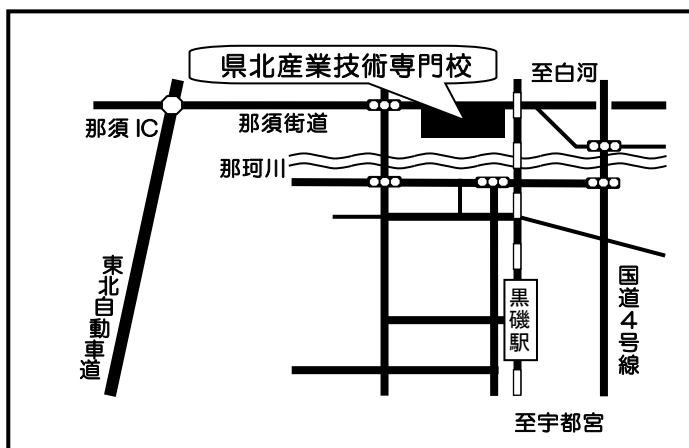 県北産業技術専門校
至白河
那須IC
那須街道
那珂川
東北自動車道
国道4号線
黒磯駅
至宇都宮